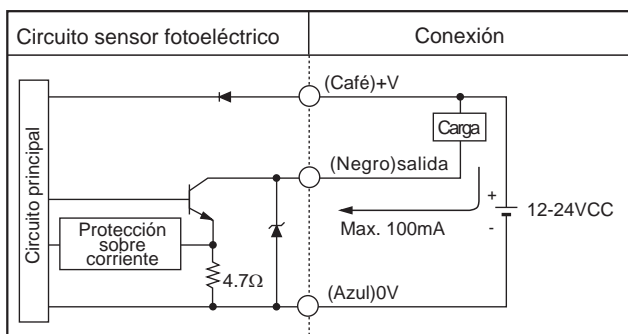 Circuito sensor fotoeléctrico
Conexión
Circuito principal
(Café)+V
Carga
(Negro)salida
+
12-24VCC
-
Max. 100mA
Protección
sobre
corriente
4.7Ω
(Azul)0V